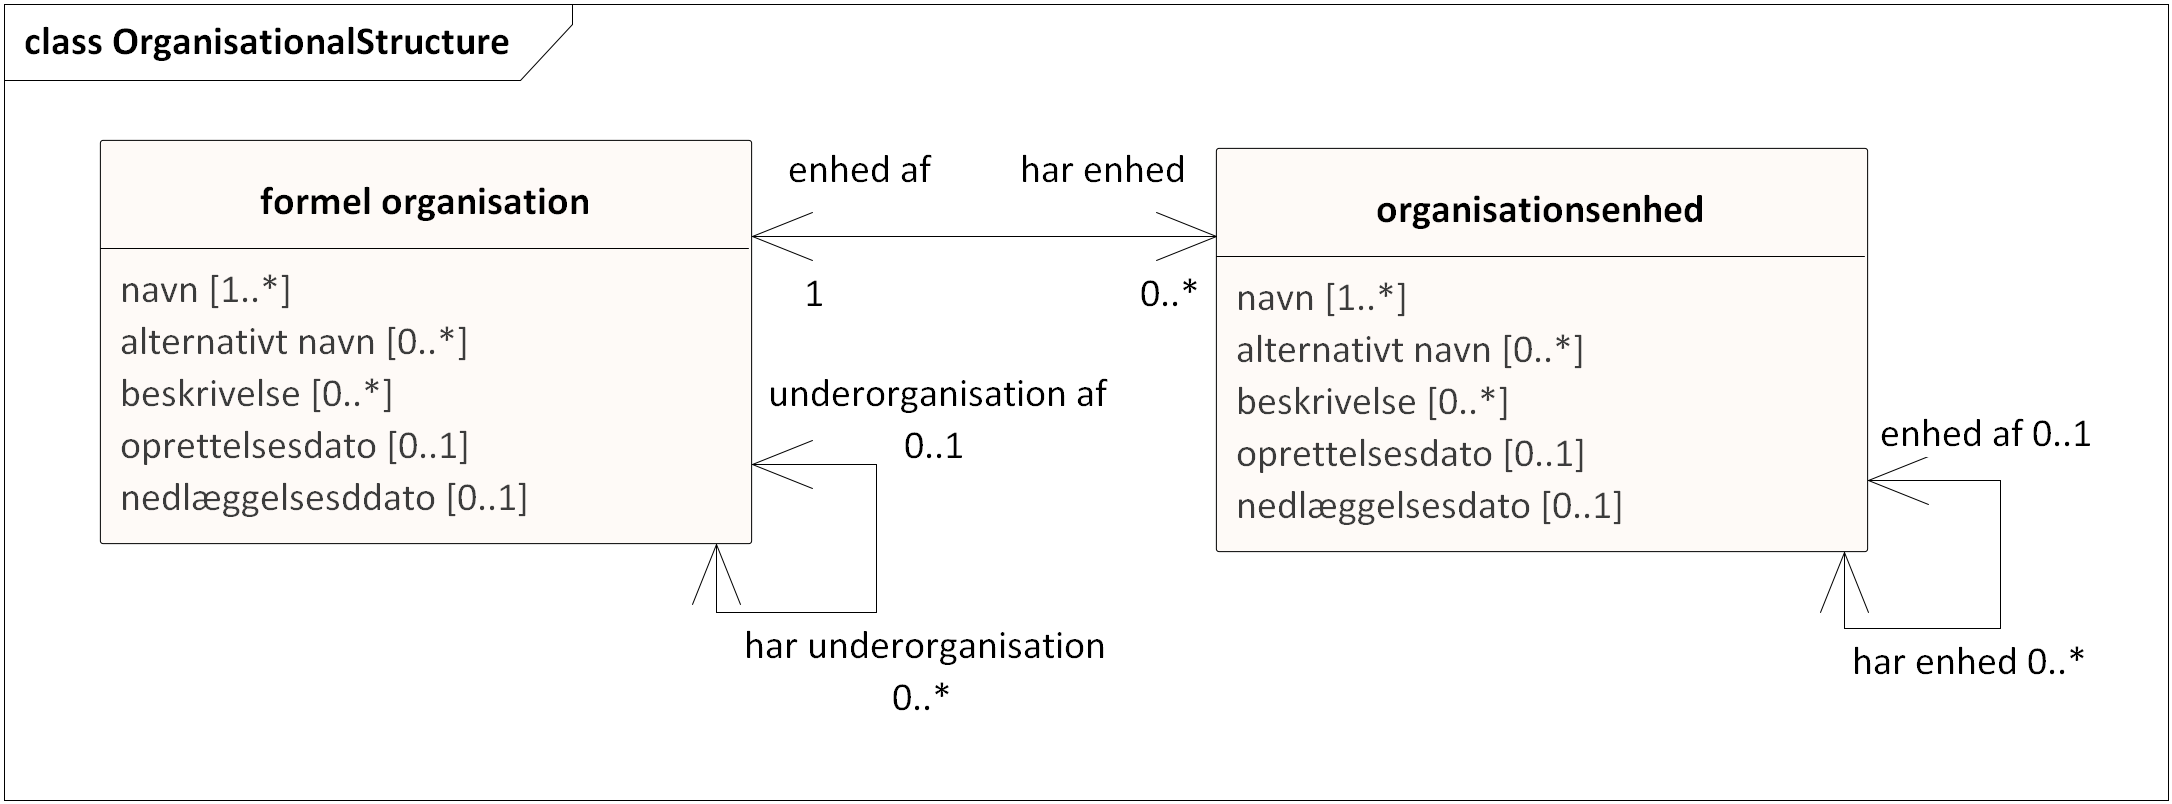 class OrganisationalStructure
formel organisation
navn [1..*]
alternativt navn [0..*]
beskrivelse [0..*]
oprettelsesdato [0..1]
nedlæggelsesddato [0..1]
enhed af
har enhed
1
0..*
underorganisation af
0..1
har underorganisation
0..*
organisationsenhed
navn [1..*]
alternativt navn [0..*]
beskrivelse [0..*]
oprettelsesdato [0..1]
nedlæggelsesdato [0..1]
enhed af 0..1
har enhed 0..*